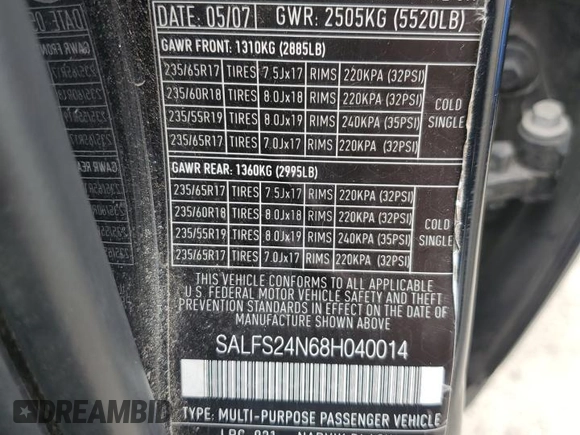 DATE: 05/07 GWR: 2505KG (5520LB)
GAWR FRONT: 1310KG (2885LB)
235/65R17 TIRES 7.5Jx17 RIMS 220KPA (32PSI)
235/60R18 TIRES 8.0Jx18 RIMS 220KPA (32PSI) COLD
235/55R19 TIRES 8.0Jx19 RIMS 240KPA (35PSI) SINGLE
235/65R17 TIRES 7.0Jx17 RIMS 220KPA (32PSI)
GAWR REAR: 1360KG (2995LB)
235/65R17 TIRES 7.5Jx17 RIMS 220KPA (32PSI)
235/60R18 TIRES 8.0Jx18 RIMS 220KPA (32PSI) COLD
235/55R19 TIRES 8.0Jx19 RIMS 240KPA (35PSI) SINGLE
235/65R17 TIRES 7.0Jx17 RIMS 220KPA (32PSI)
THIS VEHICLE CONFORMS TO ALL APPLICABLE
U.S. FEDERAL MOTOR VEHICLE SAFETY AND THEFT
PREVENTION STANDARDS IN EFFECT ON THE DATE
OF MANUFACTURE SHOWN ABOVE
SALFS24N68H040014
TYPE: MULTI-PURPOSE PASSENGER VEHICLE
DREAMBID